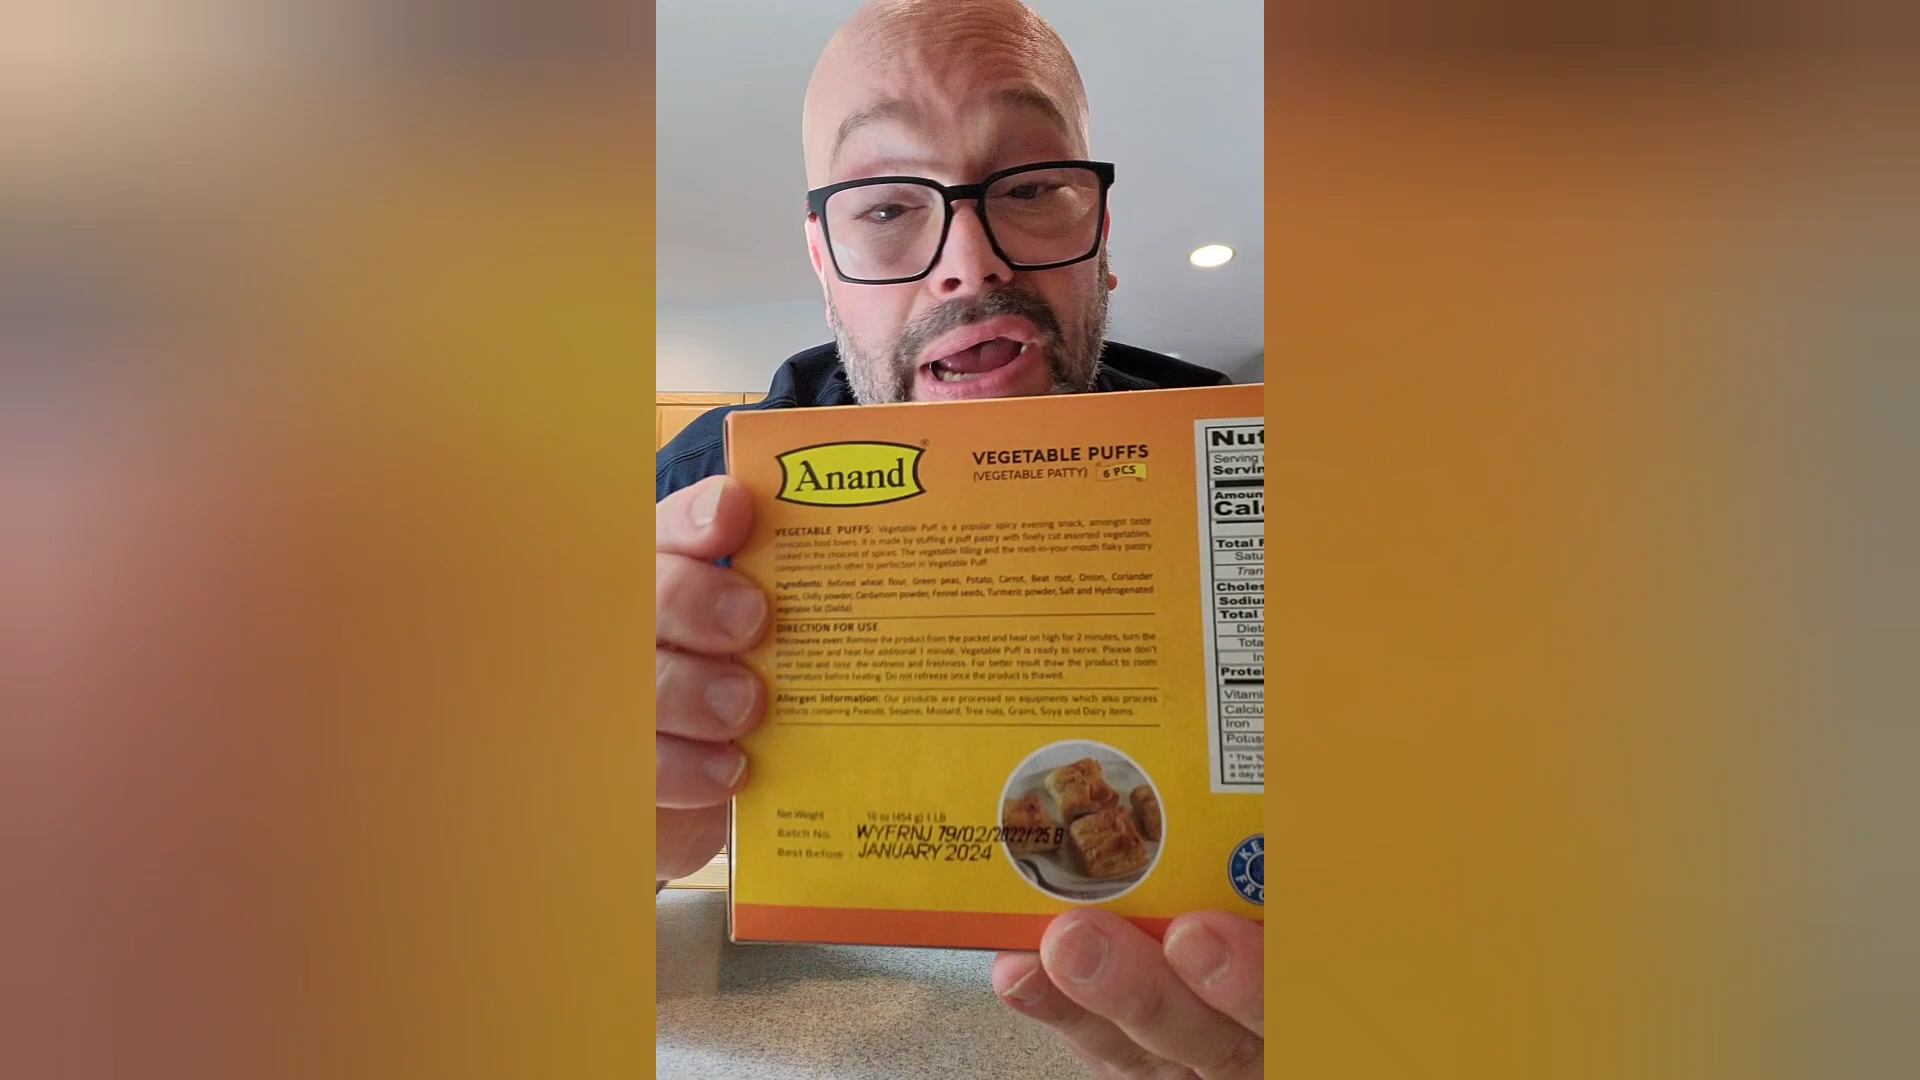 Anand
®
VEGETABLE PUFFS
(VEGETABLE PATTY) 6 PCS
VEGETABLE PUFFS: Vegetable Puff is a popular spicy evening snack, amongst taste
conscious food lovers. It is made by stuffing a puff pastry with finely cut assorted vegetables,
cooked in the choicest of spices. The vegetable filling and the melt-in-your-mouth flaky pastry
complement each other to perfection in Vegetable Puff.
Ingredients: Refined wheat flour, Green peas, Potato, Carrot, Beat root, Onion, Coriander
leaves, Chilly powder, Cardamom powder, Fennel seeds, Turmeric powder, Salt and Hydrogenated
vegetable fat (Dalda)
DIRECTION FOR USE
Microwave oven: Remove the product from the packet and heat on high for 2 minutes, turn the
product over and heat for additional 1 minute. Vegetable Puff is ready to serve. Please don't
over heat and lose the softness and freshness. For better result thaw the product to room
temperature before heating. Do not refreeze once the product is thawed.
Allergen Information: Our products are processed on equipments which also process
products containing Peanuts, Sesame, Mustard, Tree nuts, Grains, Soya and Dairy items.
Net Weight : 16 oz (454 g) 1 LB
Batch No. : WYFRNJ 79/02/2022/25 B
Best Before : JANUARY 2024
Nut
Serving
Servin
Amoun
Cal
Total F
Satu
Tran
Choles
Sodiu
Total
Diet
Tota
In
Protei
Vitami
Calciu
Iron
Potas
* The %
a servi
a day is
KE
FRO